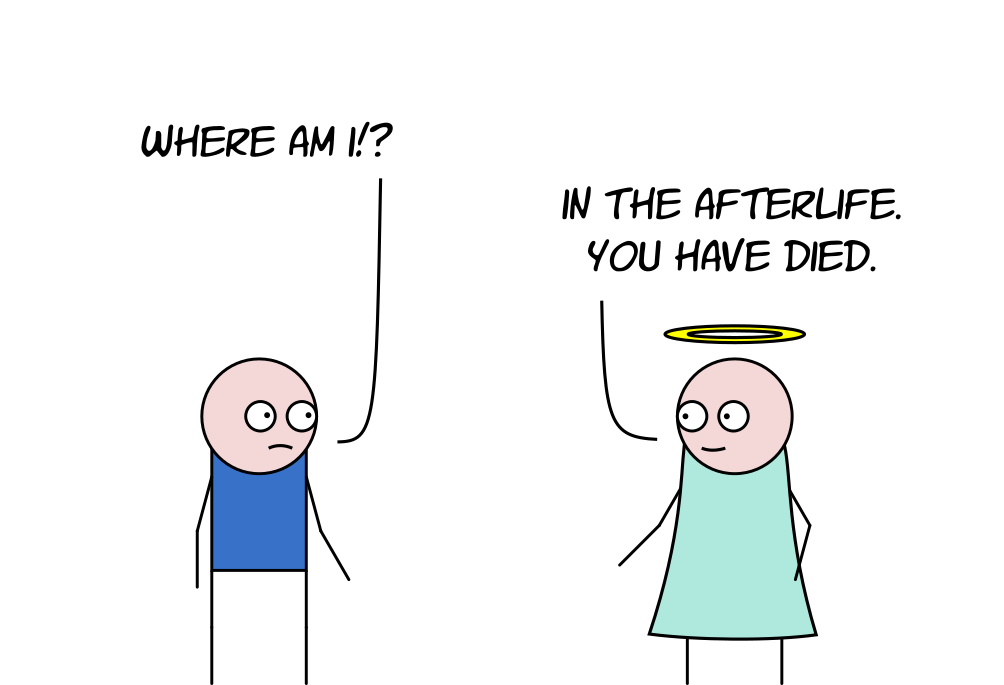 WHERE AM I!?
IN THE AFTERLIFE.
YOU HAVE DIED.